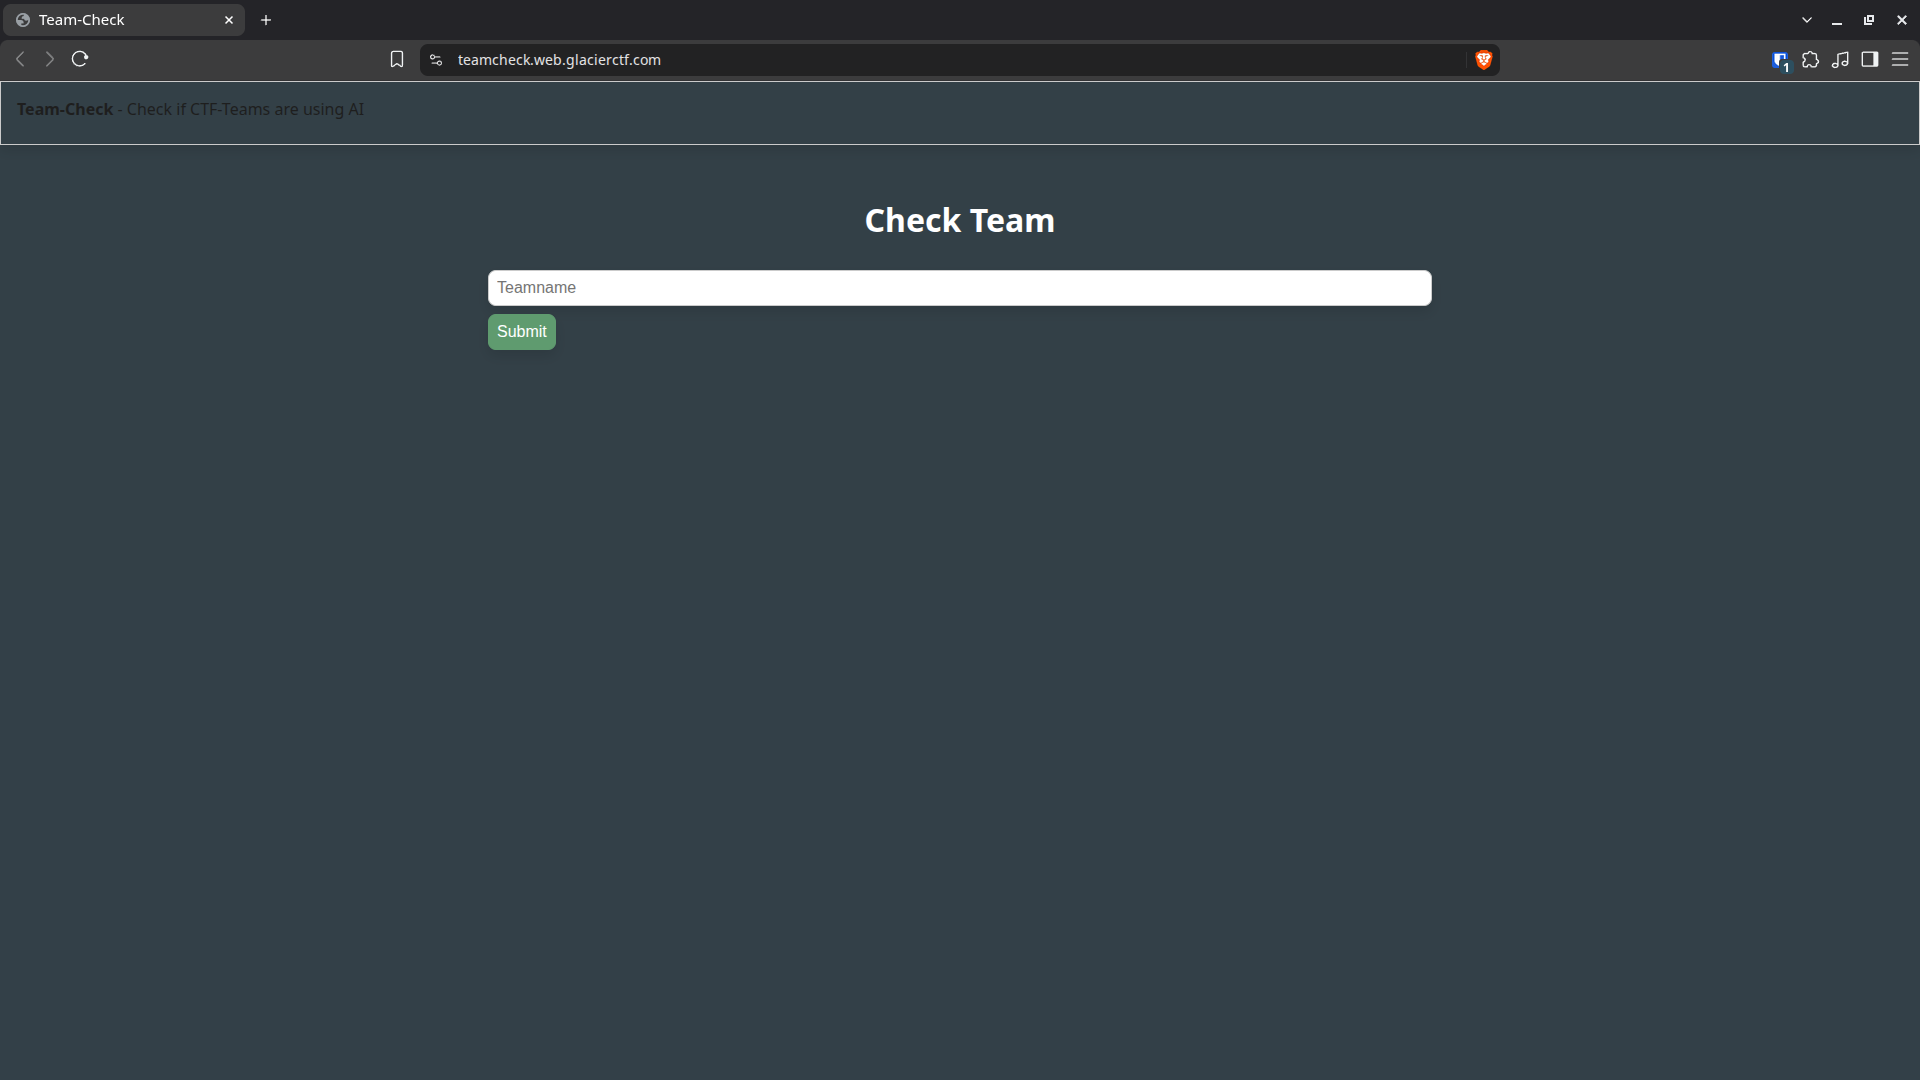 Team-Check
teamcheck.web.glacierctf.com
1
Team-Check - Check if CTF-Teams are using AI
Check Team
Teamname
Submit